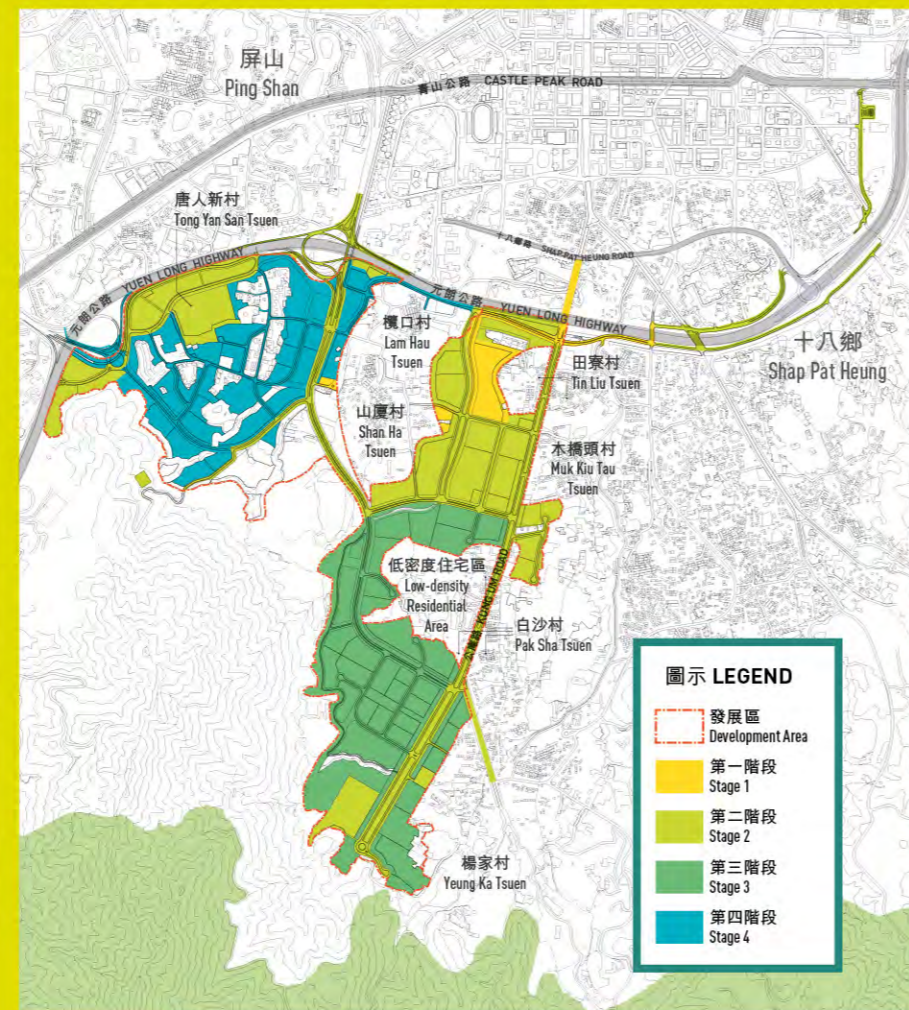 屏山
Ping Shan
青山公路 CASTLE PEAK ROAD
唐人新村
Tong Yan San Tsuen
十八鄉路 SHAP PAT HEUNG ROAD
元朗公路 YUEN LONG HIGHWAY
元朗公路 YUEN LONG HIGHWAY
欖口村
Lam Hau
Tsuen
田寮村
Tin Liu Tsuen
十八鄉
Shap Pat Heung
山廈村
Shan Ha
Tsuen
木橋頭村
Muk Kiu Tau
Tsuen
低密度住宅區
Low-density
Residential
Area
公庵路 KUNG UM ROAD
白沙村
Pak Sha Tsuen
楊家村
Yeung Ka Tsuen
圖示 LEGEND
發展區
Development Area
第一階段
Stage 1
第二階段
Stage 2
第三階段
Stage 3
第四階段
Stage 4